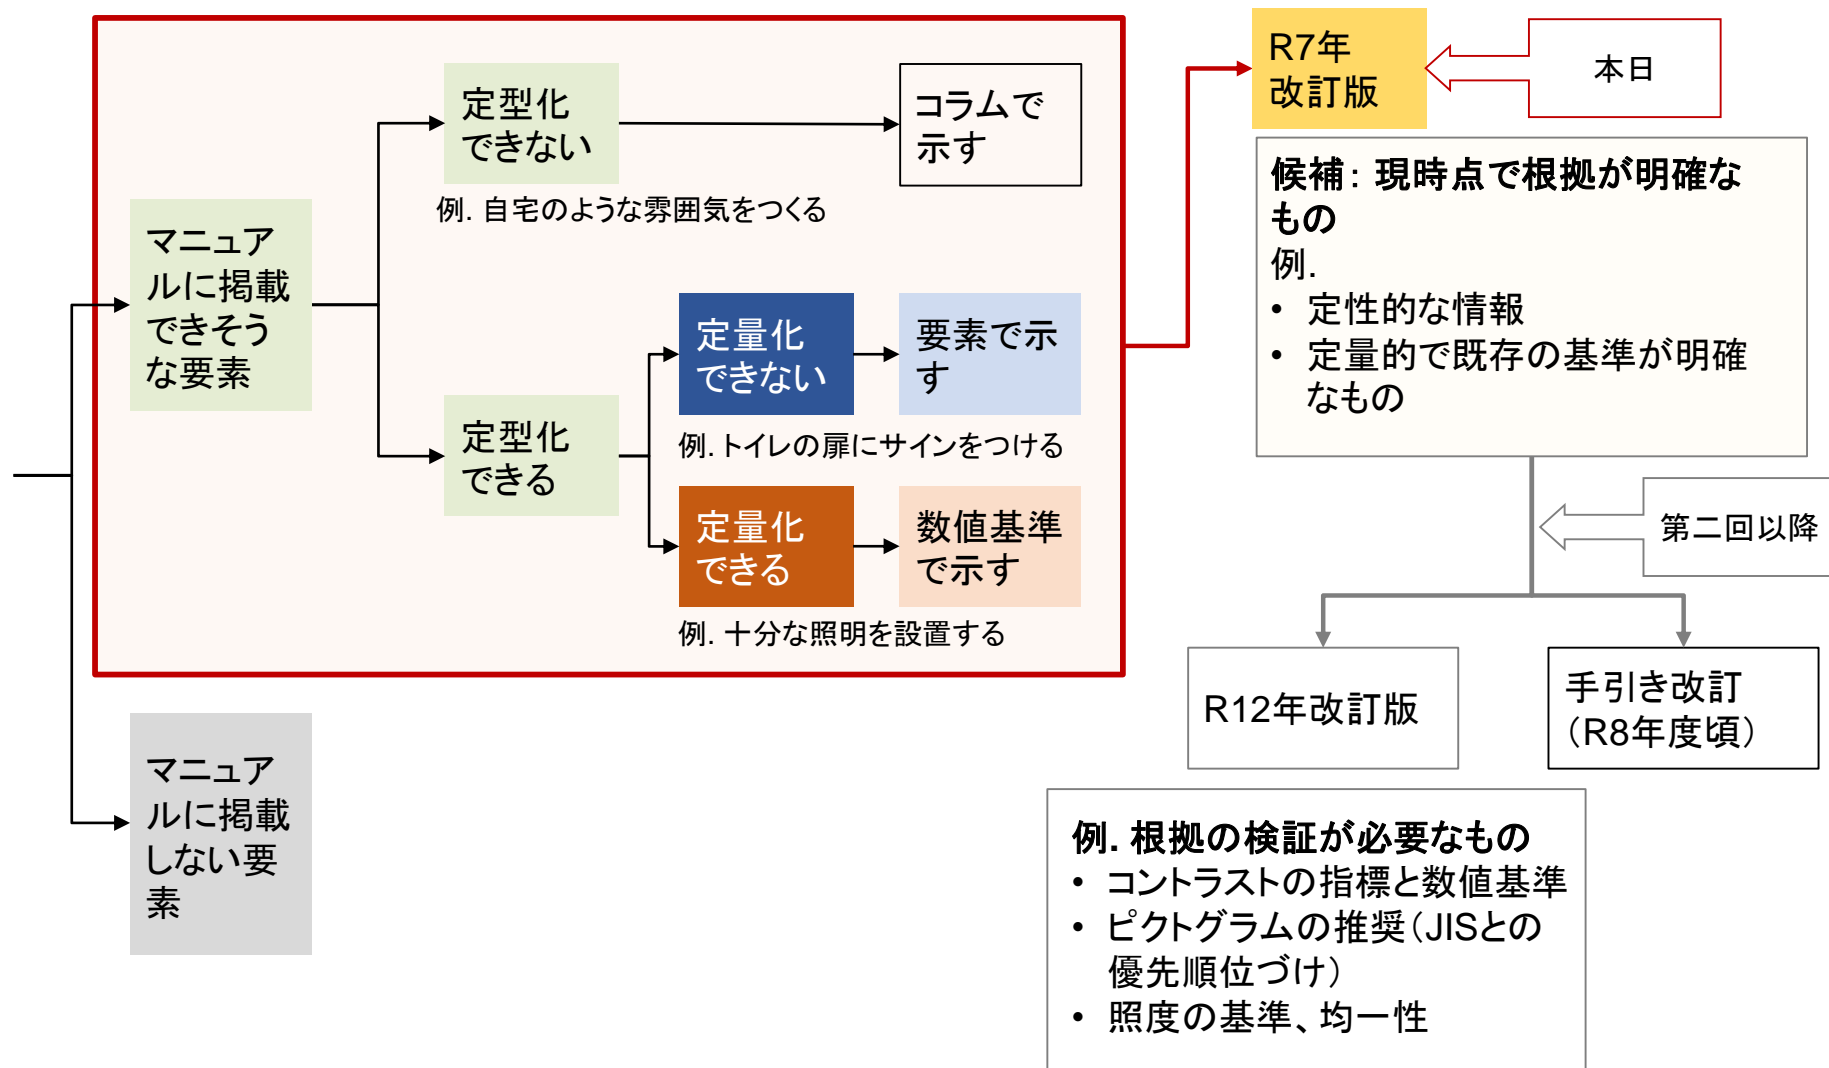 マニュア
ルに掲載
できそう
な要素
定型化
できない
例. 自宅のような雰囲気をつくる
コラムで
示す
定型化
できる
定量化
できない
例. トイレの扉にサインをつける
要素で示
す
定量化
できる
例. 十分な照明を設置する
数値基準
で示す
マニュア
ルに掲載
しない要
素
R7年
改訂版
本日
候補: 現時点で根拠が明確な
もの
例.
• 定性的な情報
• 定量的で既存の基準が明確
なもの
第二回以降
R12年改訂版
手引き改訂
（R8年度頃）
例. 根拠の検証が必要なもの
• コントラストの指標と数値基準
• ピクトグラムの推奨（JISとの
優先順位づけ）
• 照度の基準、均一性